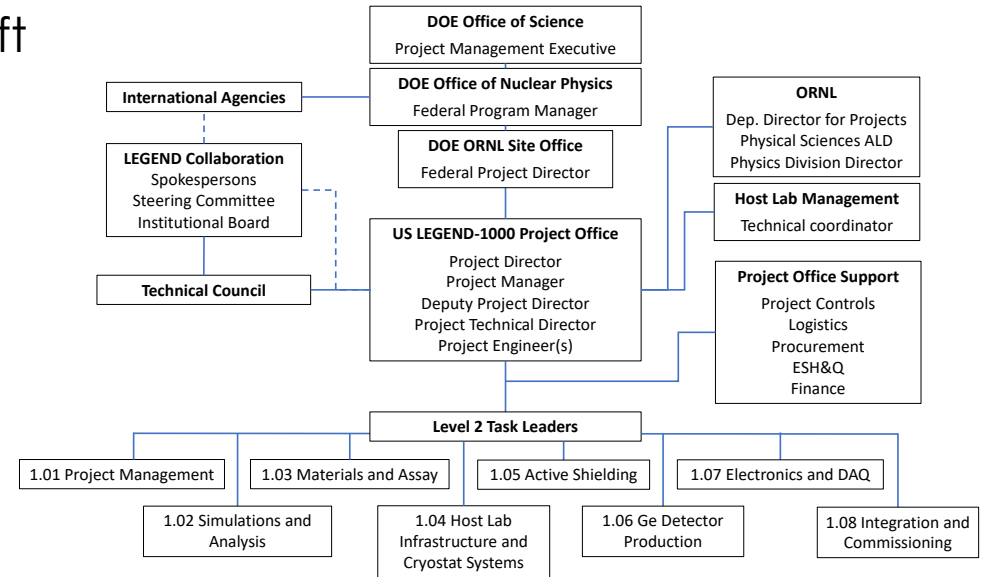 ft
DOE Office of Science
Project Management Executive
DOE Office of Nuclear Physics
Federal Program Manager
International Agencies
DOE ORNL Site Office
Federal Project Director
ORNL
Dep. Director for Projects
Physical Sciences ALD
Physics Division Director
LEGEND Collaboration
Spokespersons
Steering Committee
Institutional Board
Host Lab Management
Technical coordinator
US LEGEND-1000 Project Office
Project Director
Project Manager
Deputy Project Director
Project Technical Director
Project Engineer(s)
Technical Council
Project Office Support
Project Controls
Logistics
Procurement
ESH&Q
Finance
Level 2 Task Leaders
1.01 Project Management
1.03 Materials and Assay
1.05 Active Shielding
1.07 Electronics and DAQ
1.02 Simulations and
Analysis
1.04 Host Lab
Infrastructure and
Cryostat Systems
1.06 Ge Detector
Production
1.08 Integration and
Commissioning